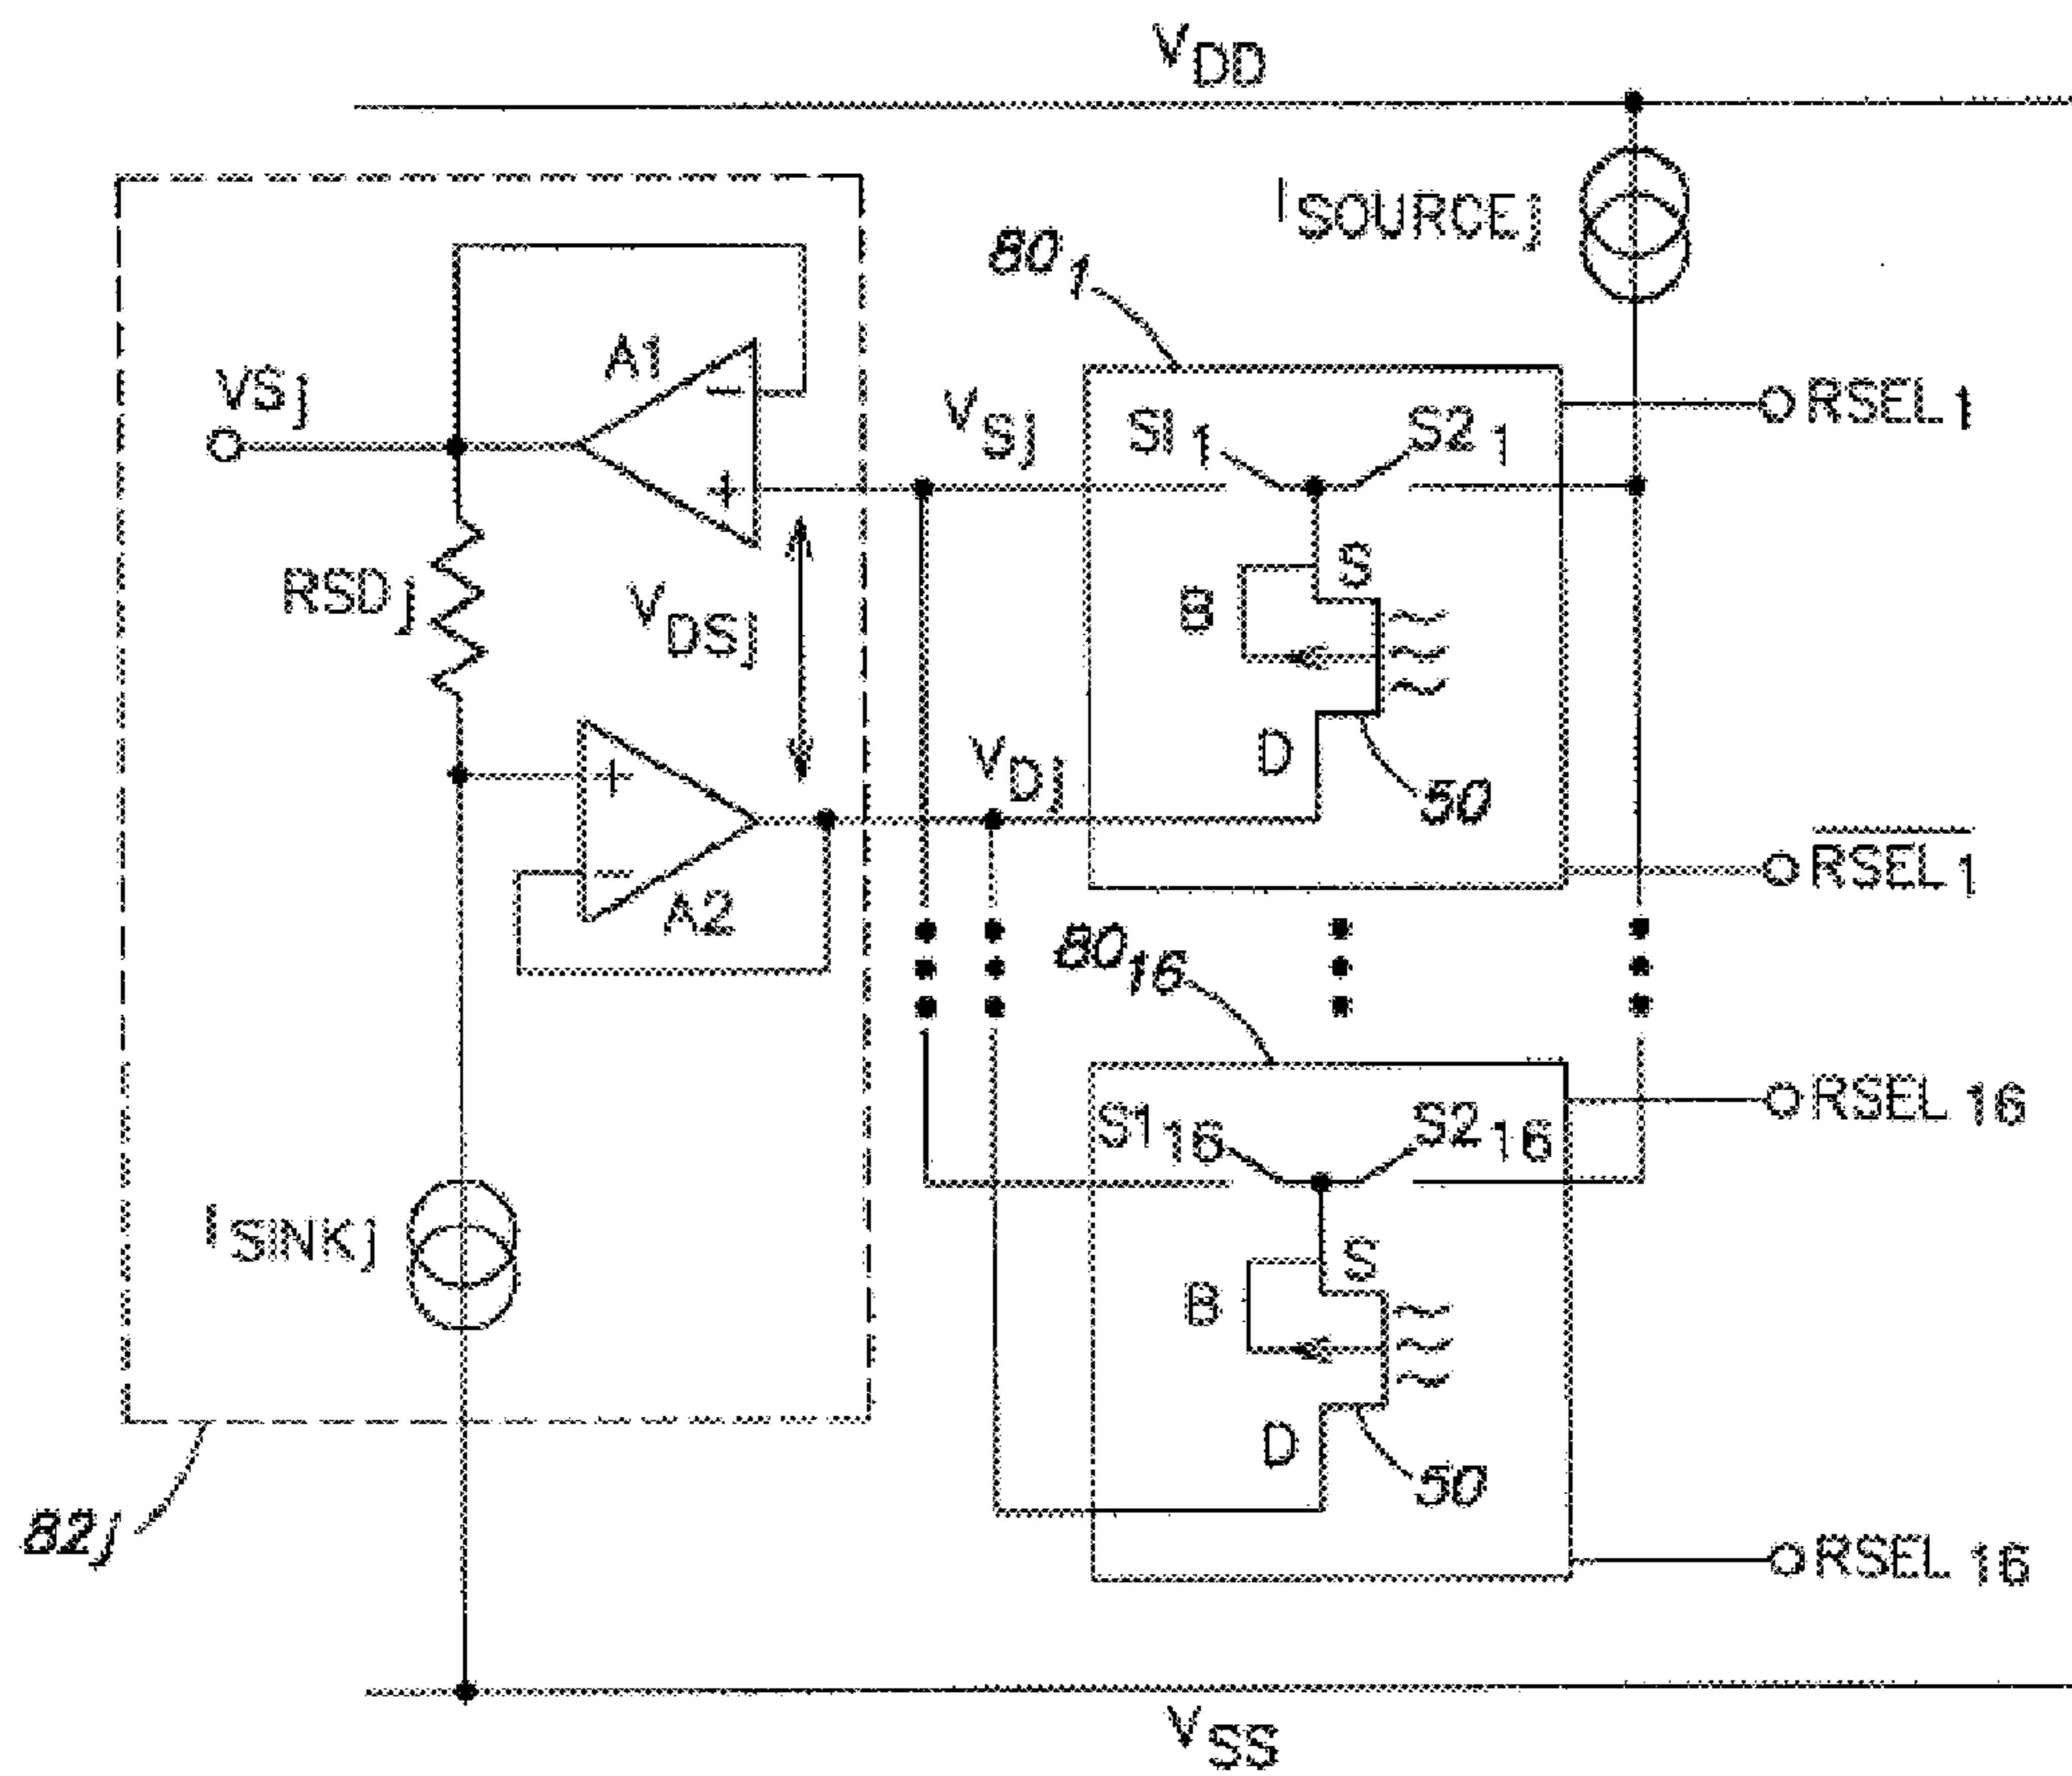 VDD
ISOURCEj
801
A1
VSj
VSj
SI1
S21
RSEL1
−
+
S
B
RSDj
VDSj
D
50
VDj
+
−
A2
RSEL1
8016
S116
S216
RSEL16
ISINKj
S
B
D
50
82j
RSEL16
VSS